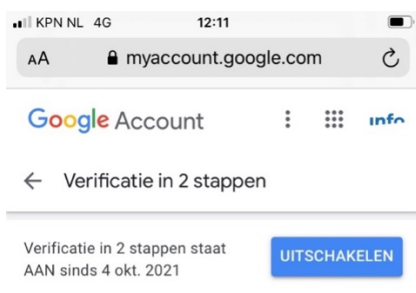 KPN NL 4G 12:11
AA myaccount.google.com
Google Account info
Verificatie in 2 stappen
Verificatie in 2 stappen staat
AAN sinds 4 okt. 2021
UITSCHAKELEN